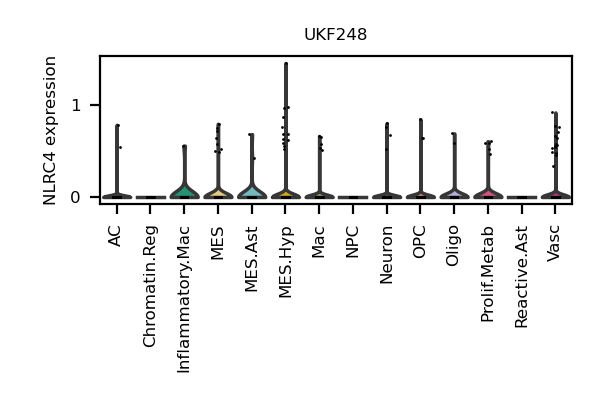 UKF248
NLRC4 expression
1
0
AC
Chromatin.Reg
Inflammatory.Mac
MES
MES.Ast
MES.Hyp
Mac
NPC
Neuron
OPC
Oligo
Prolif.Metab
Reactive.Ast
Vasc